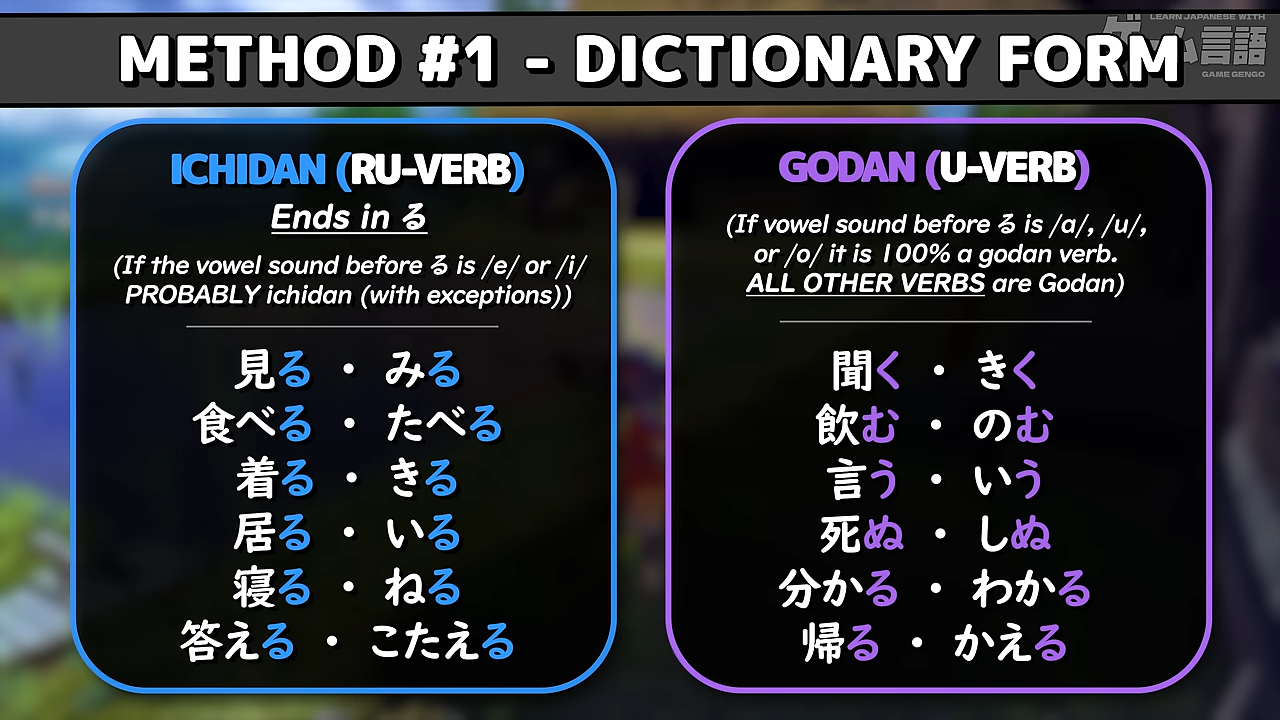 METHOD #1 - DICTIONARY FORM
LEARN JAPANESE WITH
ゲーム言語
GAME GENGO
ICHIDAN (RU-VERB)
Ends in る
(If the vowel sound before る is /e/ or /i/
PROBABLY ichidan (with exceptions))
見る ・ みる
食べる ・ たべる
着る ・ きる
居る ・ いる
寝る ・ ねる
答える ・ こたえる
GODAN (U-VERB)
(If vowel sound before る is /a/, /u/,
or /o/ it is 100% a godan verb.
ALL OTHER VERBS are Godan)
聞く ・ きく
飲む ・ のむ
言う ・ いう
死ぬ ・ しぬ
分かる ・ わかる
帰る ・ かえる